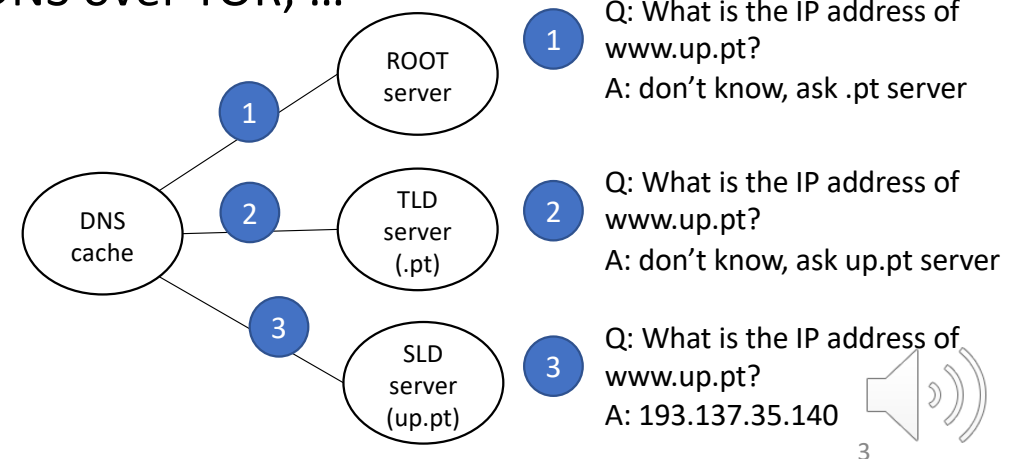 DNS over TOR, ...
ROOT
server
1
TLD
server
(.pt)
2
DNS
cache
3
SLD
server
(up.pt)
1
Q: What is the IP address of
www.up.pt?
A: don't know, ask .pt server
2
Q: What is the IP address of
www.up.pt?
A: don't know, ask up.pt server
3
Q: What is the IP address of
www.up.pt?
A: 193.137.35.140
3